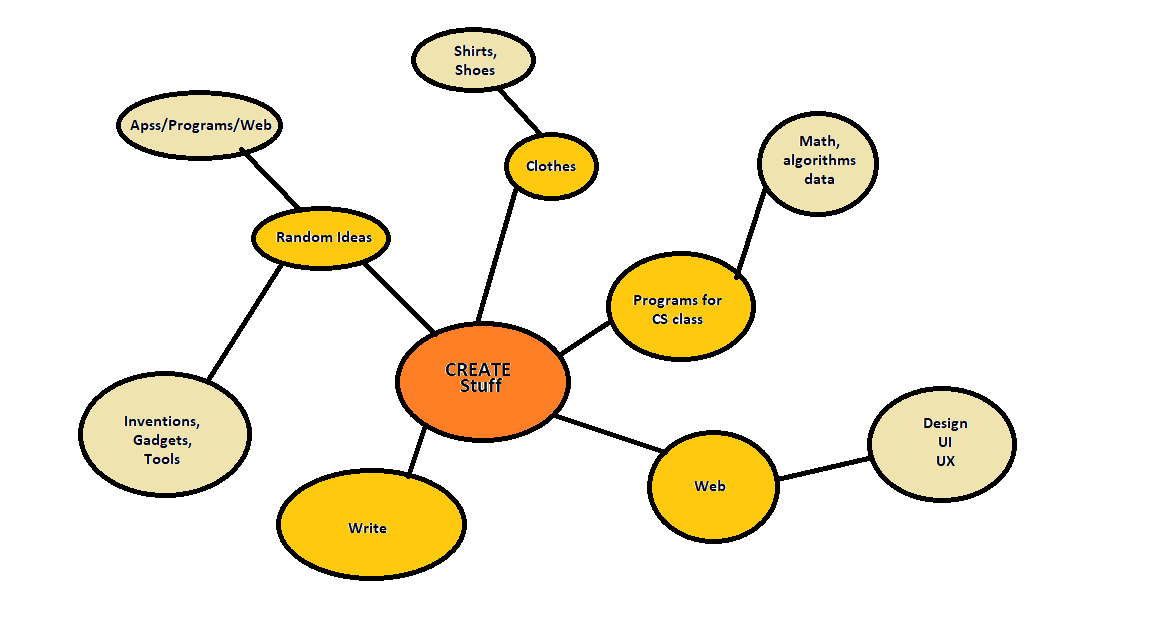 Shirts,
Shoes
Apss/Programs/Web
Clothes
Math,
algorithms
data
Random Ideas
Programs for
CS class
CREATE
Stuff
Inventions,
Gadgets,
Tools
Design
UI
UX
Web
Write